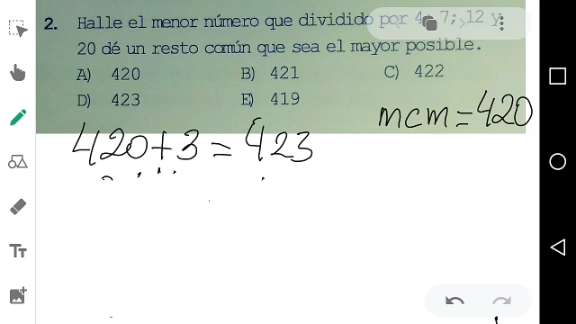 2. Halle el menor número que dividido por 4, 7; 12 y
20 dé un resto común que sea el mayor posible.
A) 420 B) 421 C) 422
D) 423 E) 419
mcm=420
420+3=423
Tт